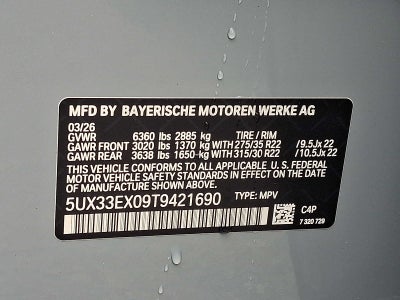 MFD BY BAYERISCHE MOTOREN WERKE AG
03/26
GVWR 6360 lbs 2885 kg TIRE / RIM
GAWR FRONT 3020 lbs 1370 kg WITH 275/35 R22 /9.5Jx 22
GAWR REAR 3638 lbs 1650 kg WITH 315/30 R22 /10.5Jx 22
THIS VEHICLE CONFORMS TO ALL APPLICABLE U.S. FEDERAL
MOTOR VEHICLE SAFETY STANDARDS IN EFFECT ON THE DATE
OF MANUFACTURE SHOWN ABOVE.
5UX33EX09T9421690 TYPE: MPV
C4P
7 320 729